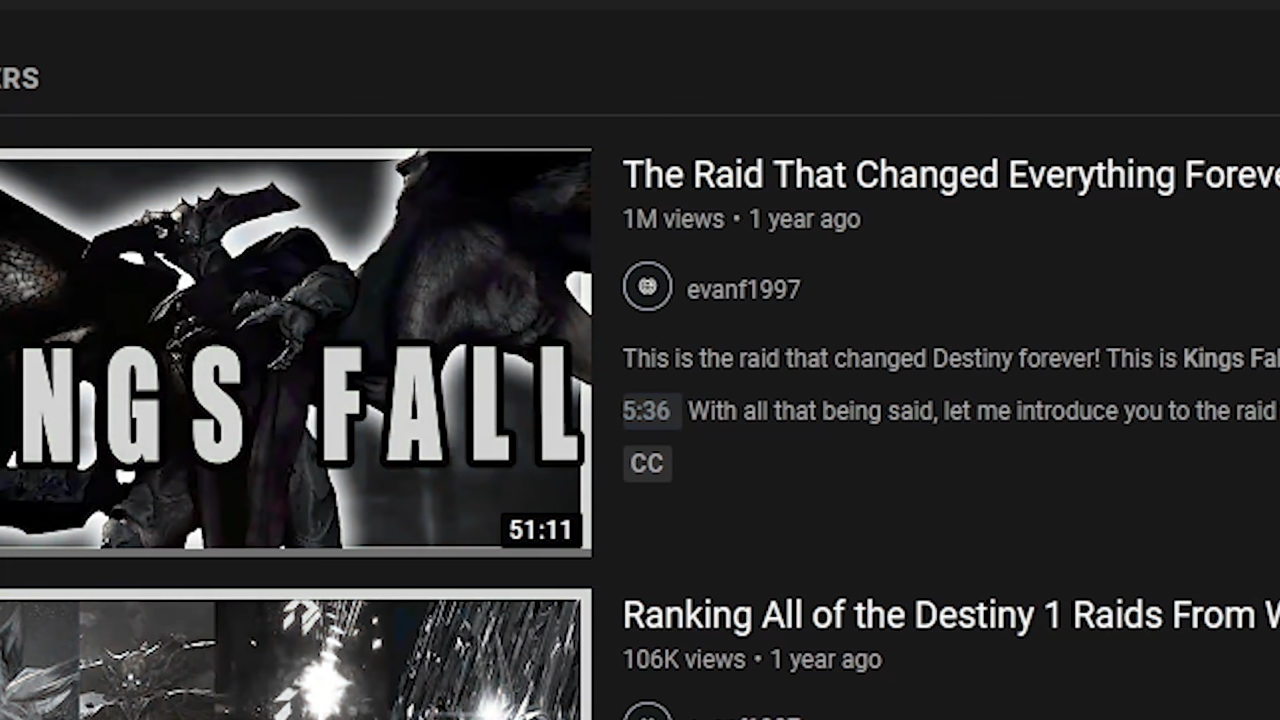 ERS
The Raid That Changed Everything Foreve
1M views • 1 year ago
evanf1997
This is the raid that changed Destiny forever! This is Kings Fal
NGS FALL
5:36 With all that being said, let me introduce you to the raid
CC
51:11
Ranking All of the Destiny 1 Raids From W
106K views • 1 year ago